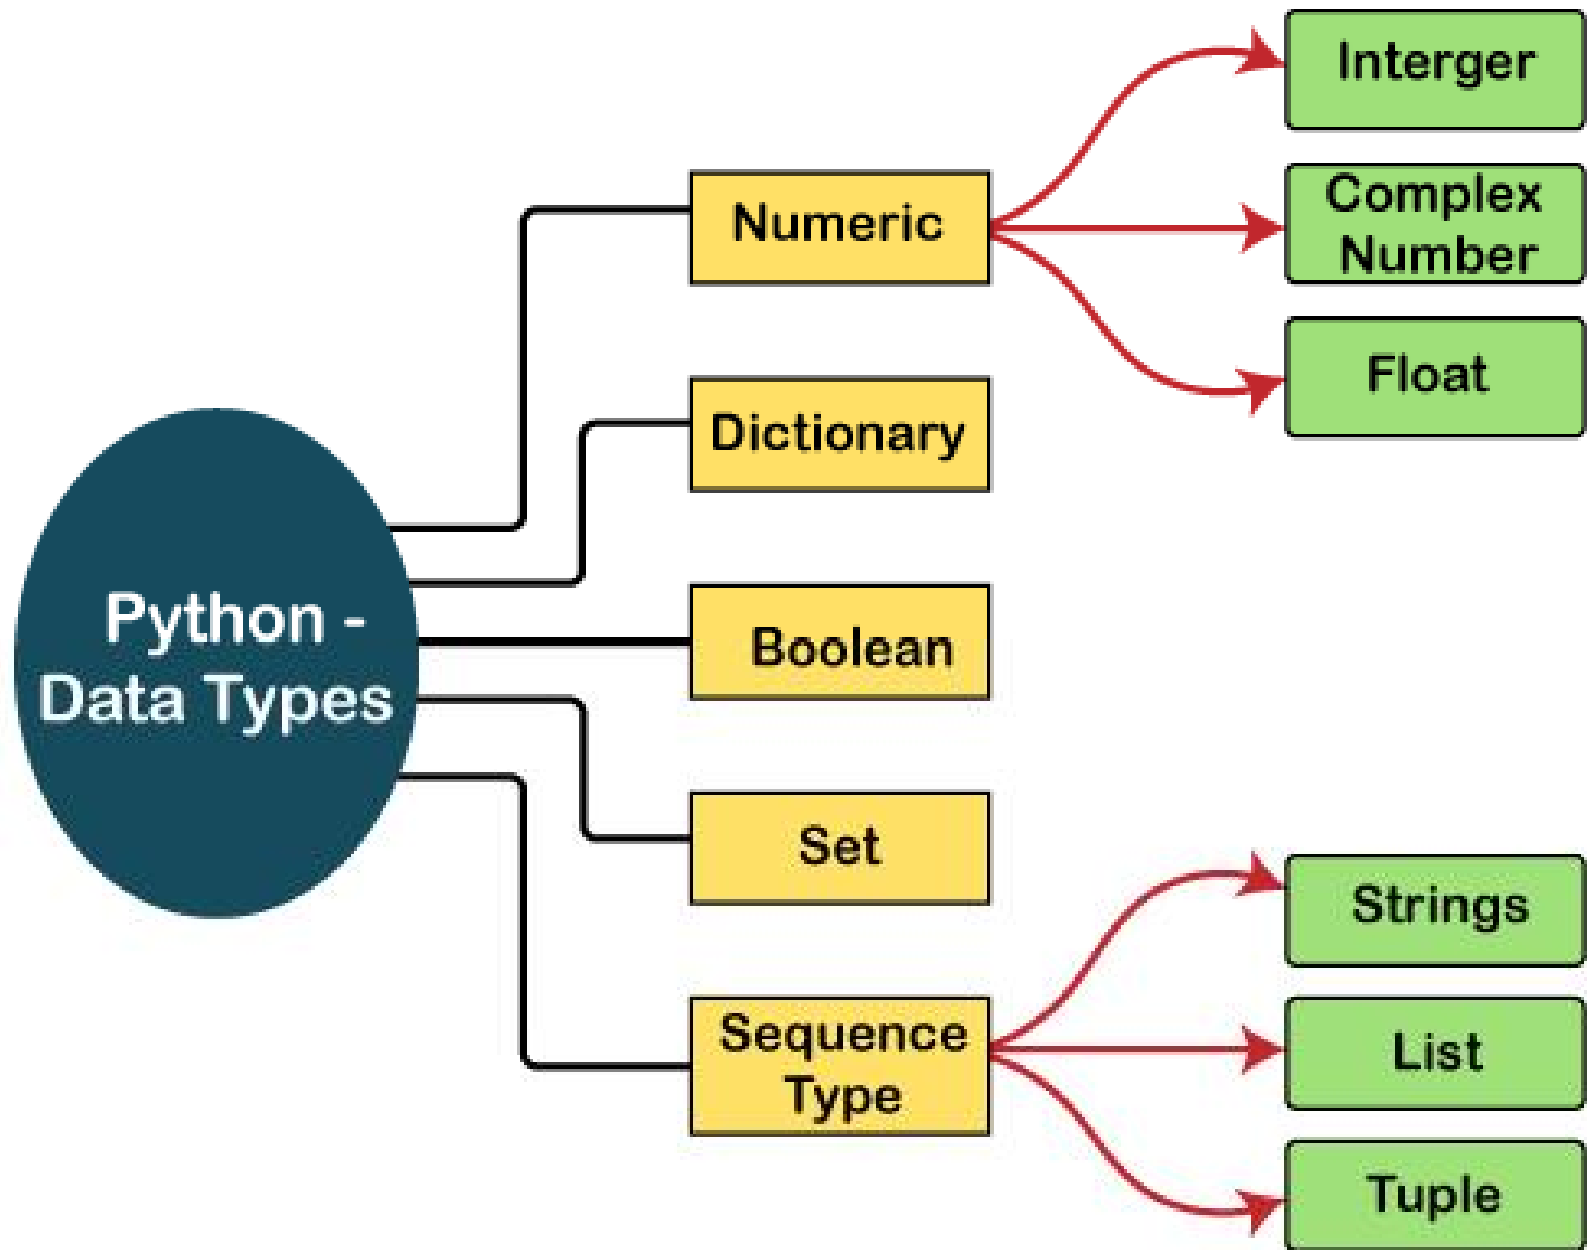 Python -
Data Types
Numeric
Interger
Complex
Number
Float
Dictionary
Boolean
Set
Sequence
Type
Strings
List
Tuple